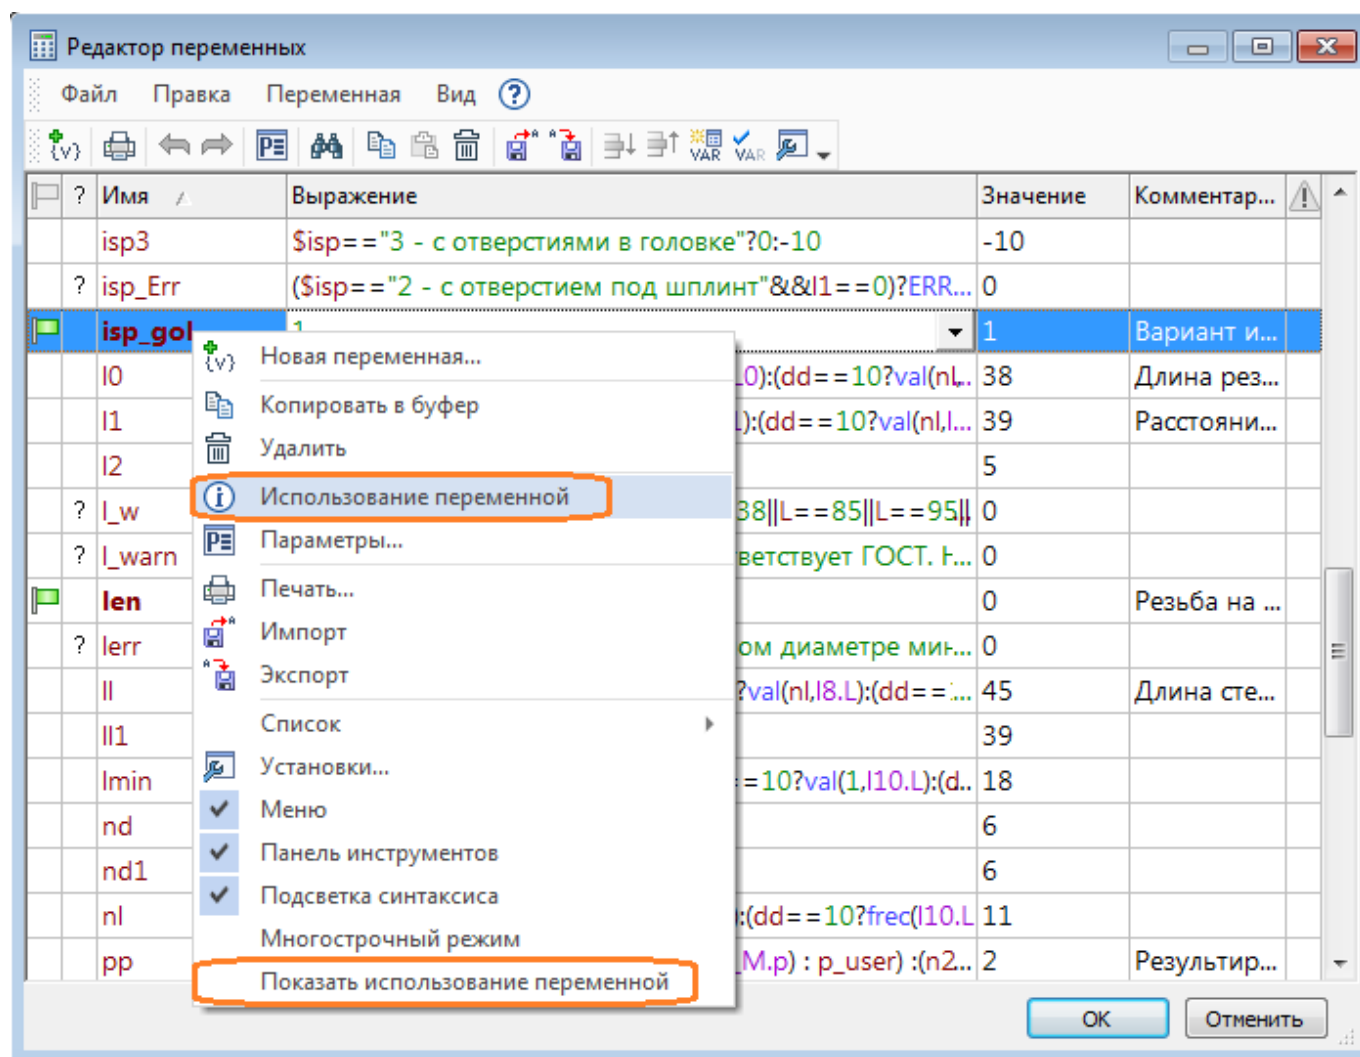 Редактор переменных
Файл Правка Переменная Вид ?
{v} PE A A VAR VAR
? Имя Выражение Значение Комментар...
isp3 $isp=="3 - с отверстиями в головке"?0:-10 -10
? isp_Err ($isp=="2 - с отверстием под шплинт"&&l1==0)?ERR... 0
isp_gol 1 1 Вариант и...
Новая переменная...
l0 .0):(dd==10?val(nl,.. 38 Длина рез...
Копировать в буфер
l1 ):(dd==10?val(nl,l... 39 Расстояни...
Удалить
l2 5
Использование переменной
? l_w 38||L==85||L==95|| 0
Параметры...
? l_warn ветствует ГОСТ. Н... 0
Печать...
len 0 Резьба на ...
Импорт
? lerr ом диаметре мин... 0
Экспорт
ll ?val(nl,l8.L):(dd==... 45 Длина сте...
Список
ll1 39
Установки...
lmin ==10?val(1,l10.L):(d.. 18
Меню
nd 6
Панель инструментов
nd1 6
Подсветка синтаксиса
nl :(dd==10?frec(l10.L 11
Многострочный режим
pp _M.p) : p_user) :(n2... 2 Результир...
Показать использование переменной
ОК Отменить